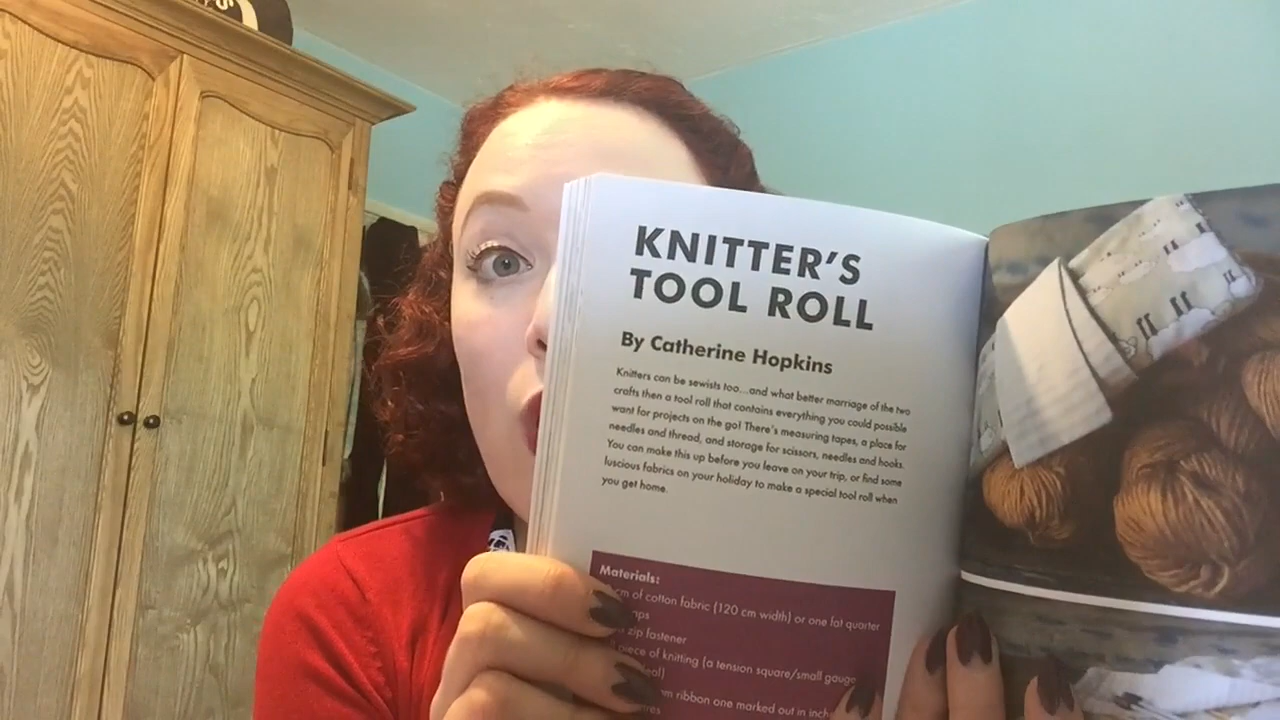 KNITTER'S
TOOL ROLL
By Catherine Hopkins
Knitters can be sewists too...and what better marriage of the two
crafts then a tool roll that contains everything you could possible
want for projects on the go! There's measuring tapes, a place for
needles and thread, and storage for scissors, needles and hooks.
You can make this up before you leave on your trip, or find some
luscious fabrics on your holiday to make a special tool roll when
you get home.
Materials:
cm of cotton fabric (120 cm width) or one fat quarter
zip fastener
piece of knitting (a tension square/small gauge
ribbon one marked out in